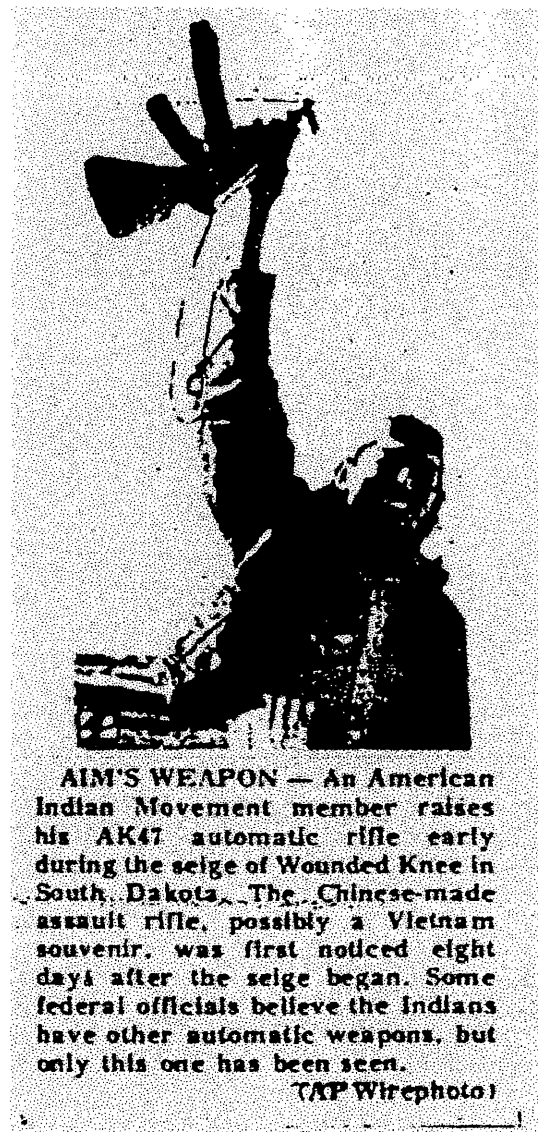 AIM'S WEAPON — An American
Indian Movement member raises
his AK47 automatic rifle early
during the seige of Wounded Knee in
South Dakota. The Chinese-made
assault rifle, possibly a Vietnam
souvenir, was first noticed eight
days after the seige began. Some
federal officials believe the Indians
have other automatic weapons, but
only this one has been seen.
(AP Wirephoto)